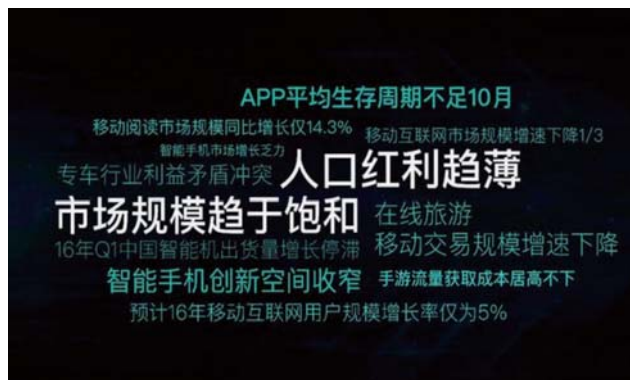 APP平均生存周期不足10月
移动阅读市场规模同比增长仅14.3%
移动互联网市场规模增速下降1/3
智能手机市场增长乏力
专车行业利益矛盾冲突
人口红利趋薄
市场规模趋于饱和
在线旅游
16年Q1中国智能机出货量增长停滞
移动交易规模增速下降
智能手机创新空间收窄
手游流量获取成本居高不下
预计16年移动互联网用户规模增长率仅为5%